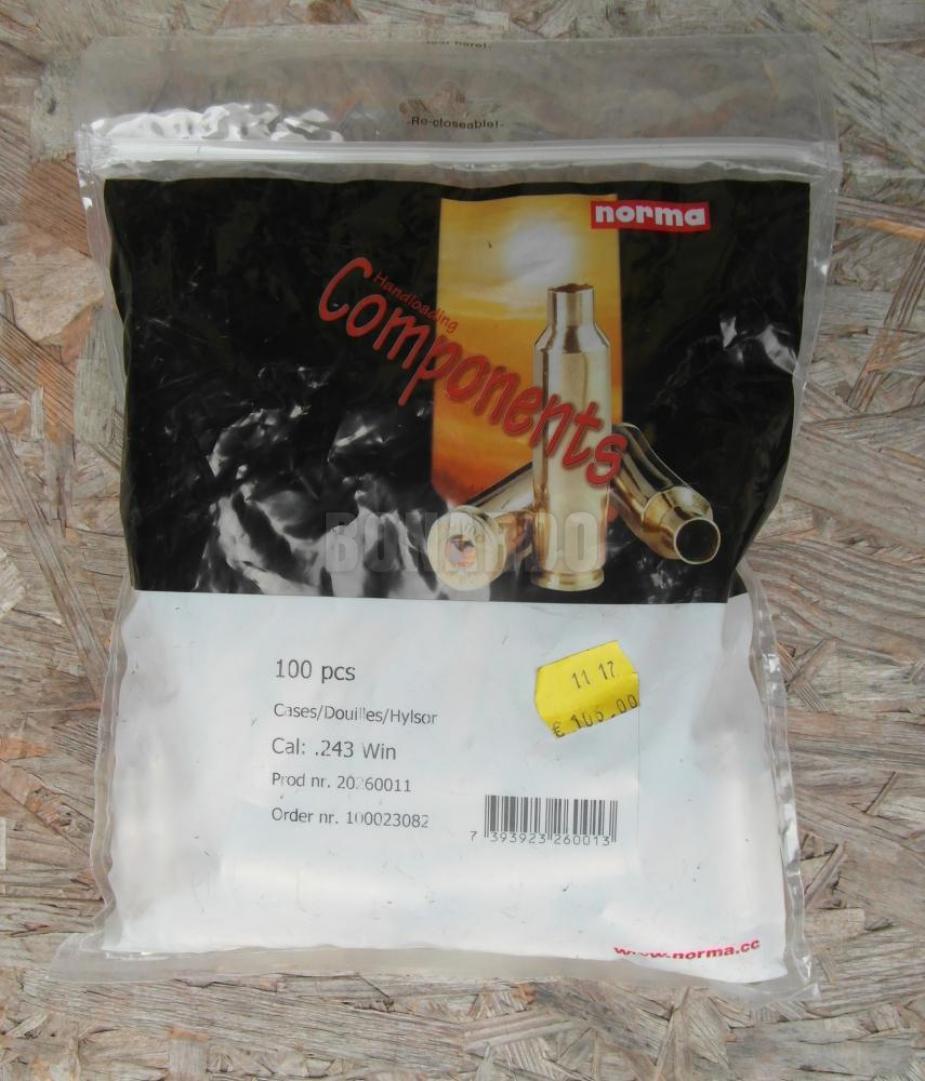 -Re-closeable!-
norma
Handloading
Components
BONARDO
100 pcs
Cases/Douilles/Hylsor
Cal: .243 Win
Prod nr. 20260011
Order nr. 100023082
11 17
€ 105.00
7 393923 260013
www.norma.cc